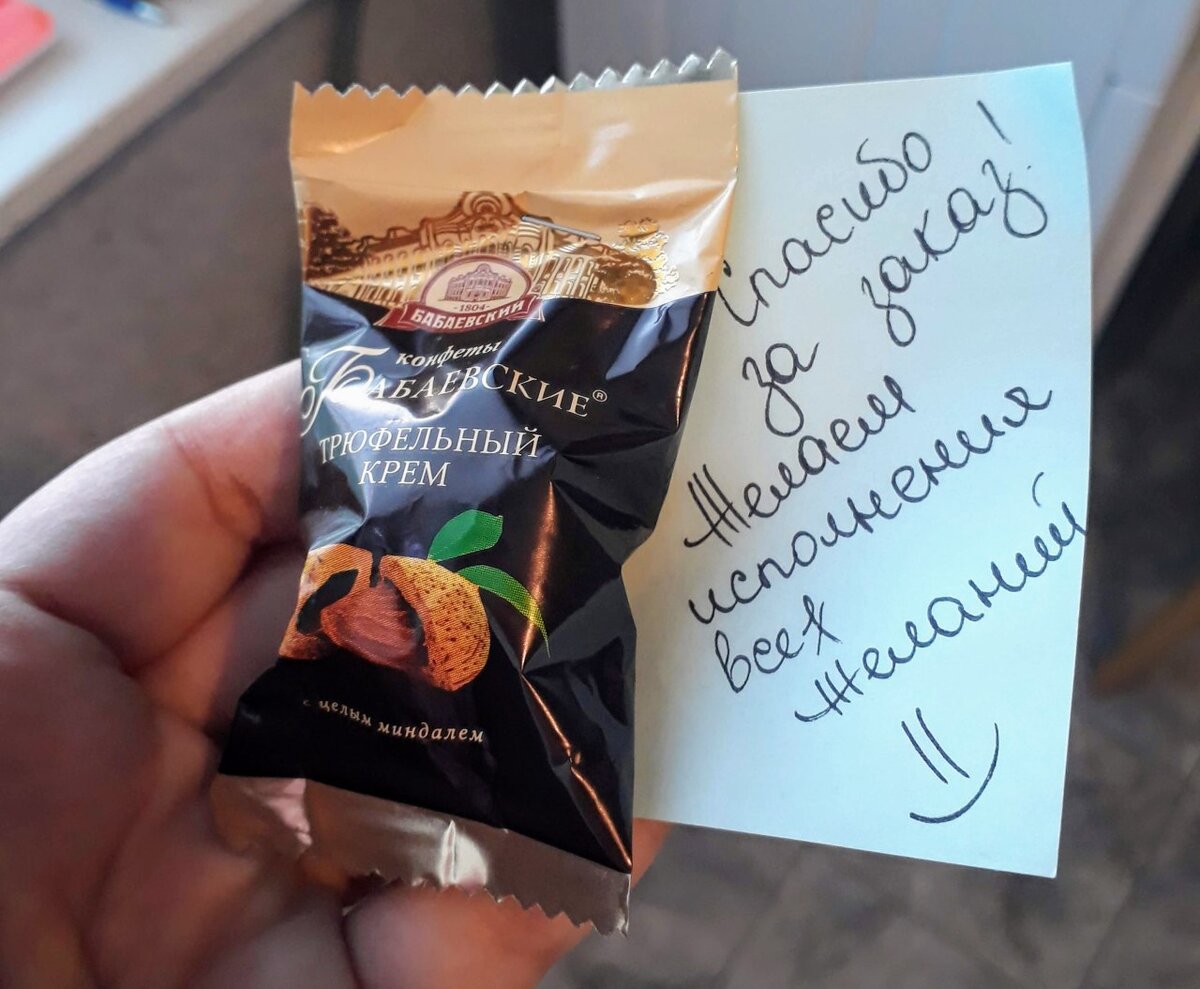 -1804-
БАБАЕВСКИЙ
конфеты
БАБАЕВСКИЕ®
ТРЮФЕЛЬНЫЙ
КРЕМ
с целым миндалем
Спасибо
за заказ!
Желаем
исполнения
всех
желаний
=)